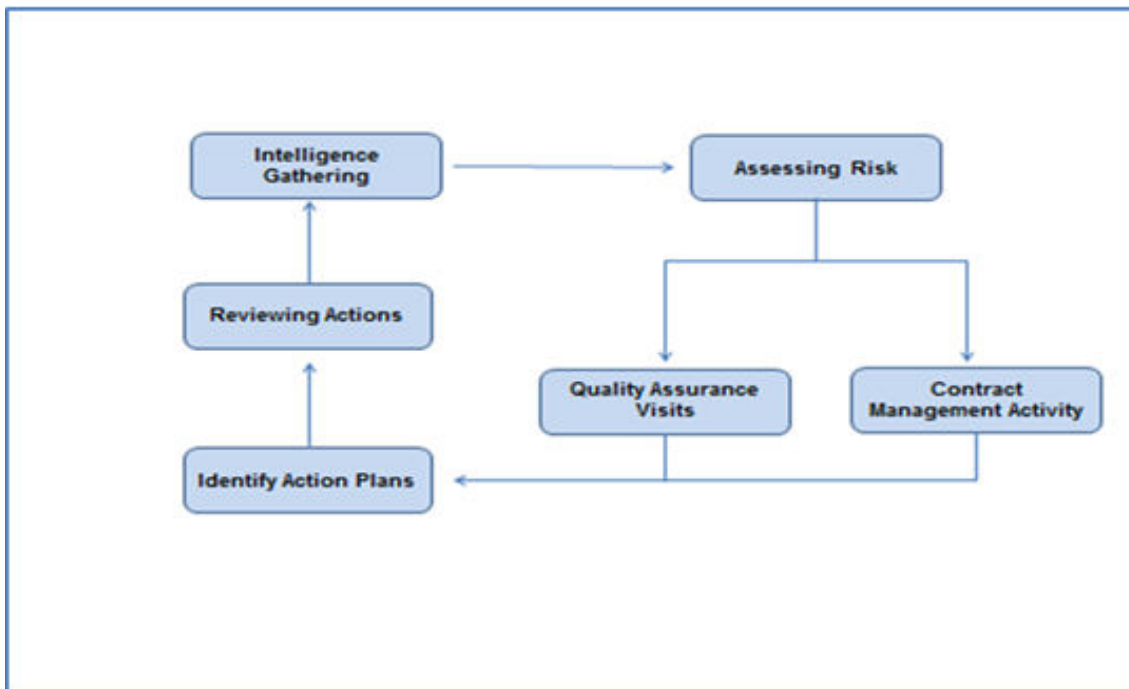 Intelligence
Gathering
Assessing Risk
Reviewing Actions
Quality Assurance
Visits
Contract
Management Activity
Identify Action Plans